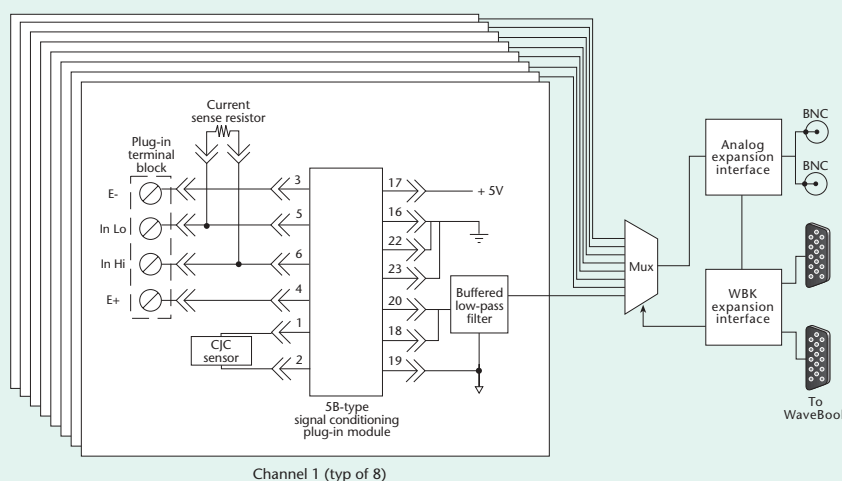 Current
sense resistor
Plug-in
terminal
block
E-
In Lo
In Hi
E+
3
5
6
4
1
2
CJC
sensor
17
16
22
23
20
18
19
+ 5V
Buffered
low-pass
filter
5B-type
signal conditioning
plug-in module
Channel 1 (typ of 8)
Mux
Analog
expansion
interface
WBK
expansion
interface
BNC
BNC
To
WaveBook